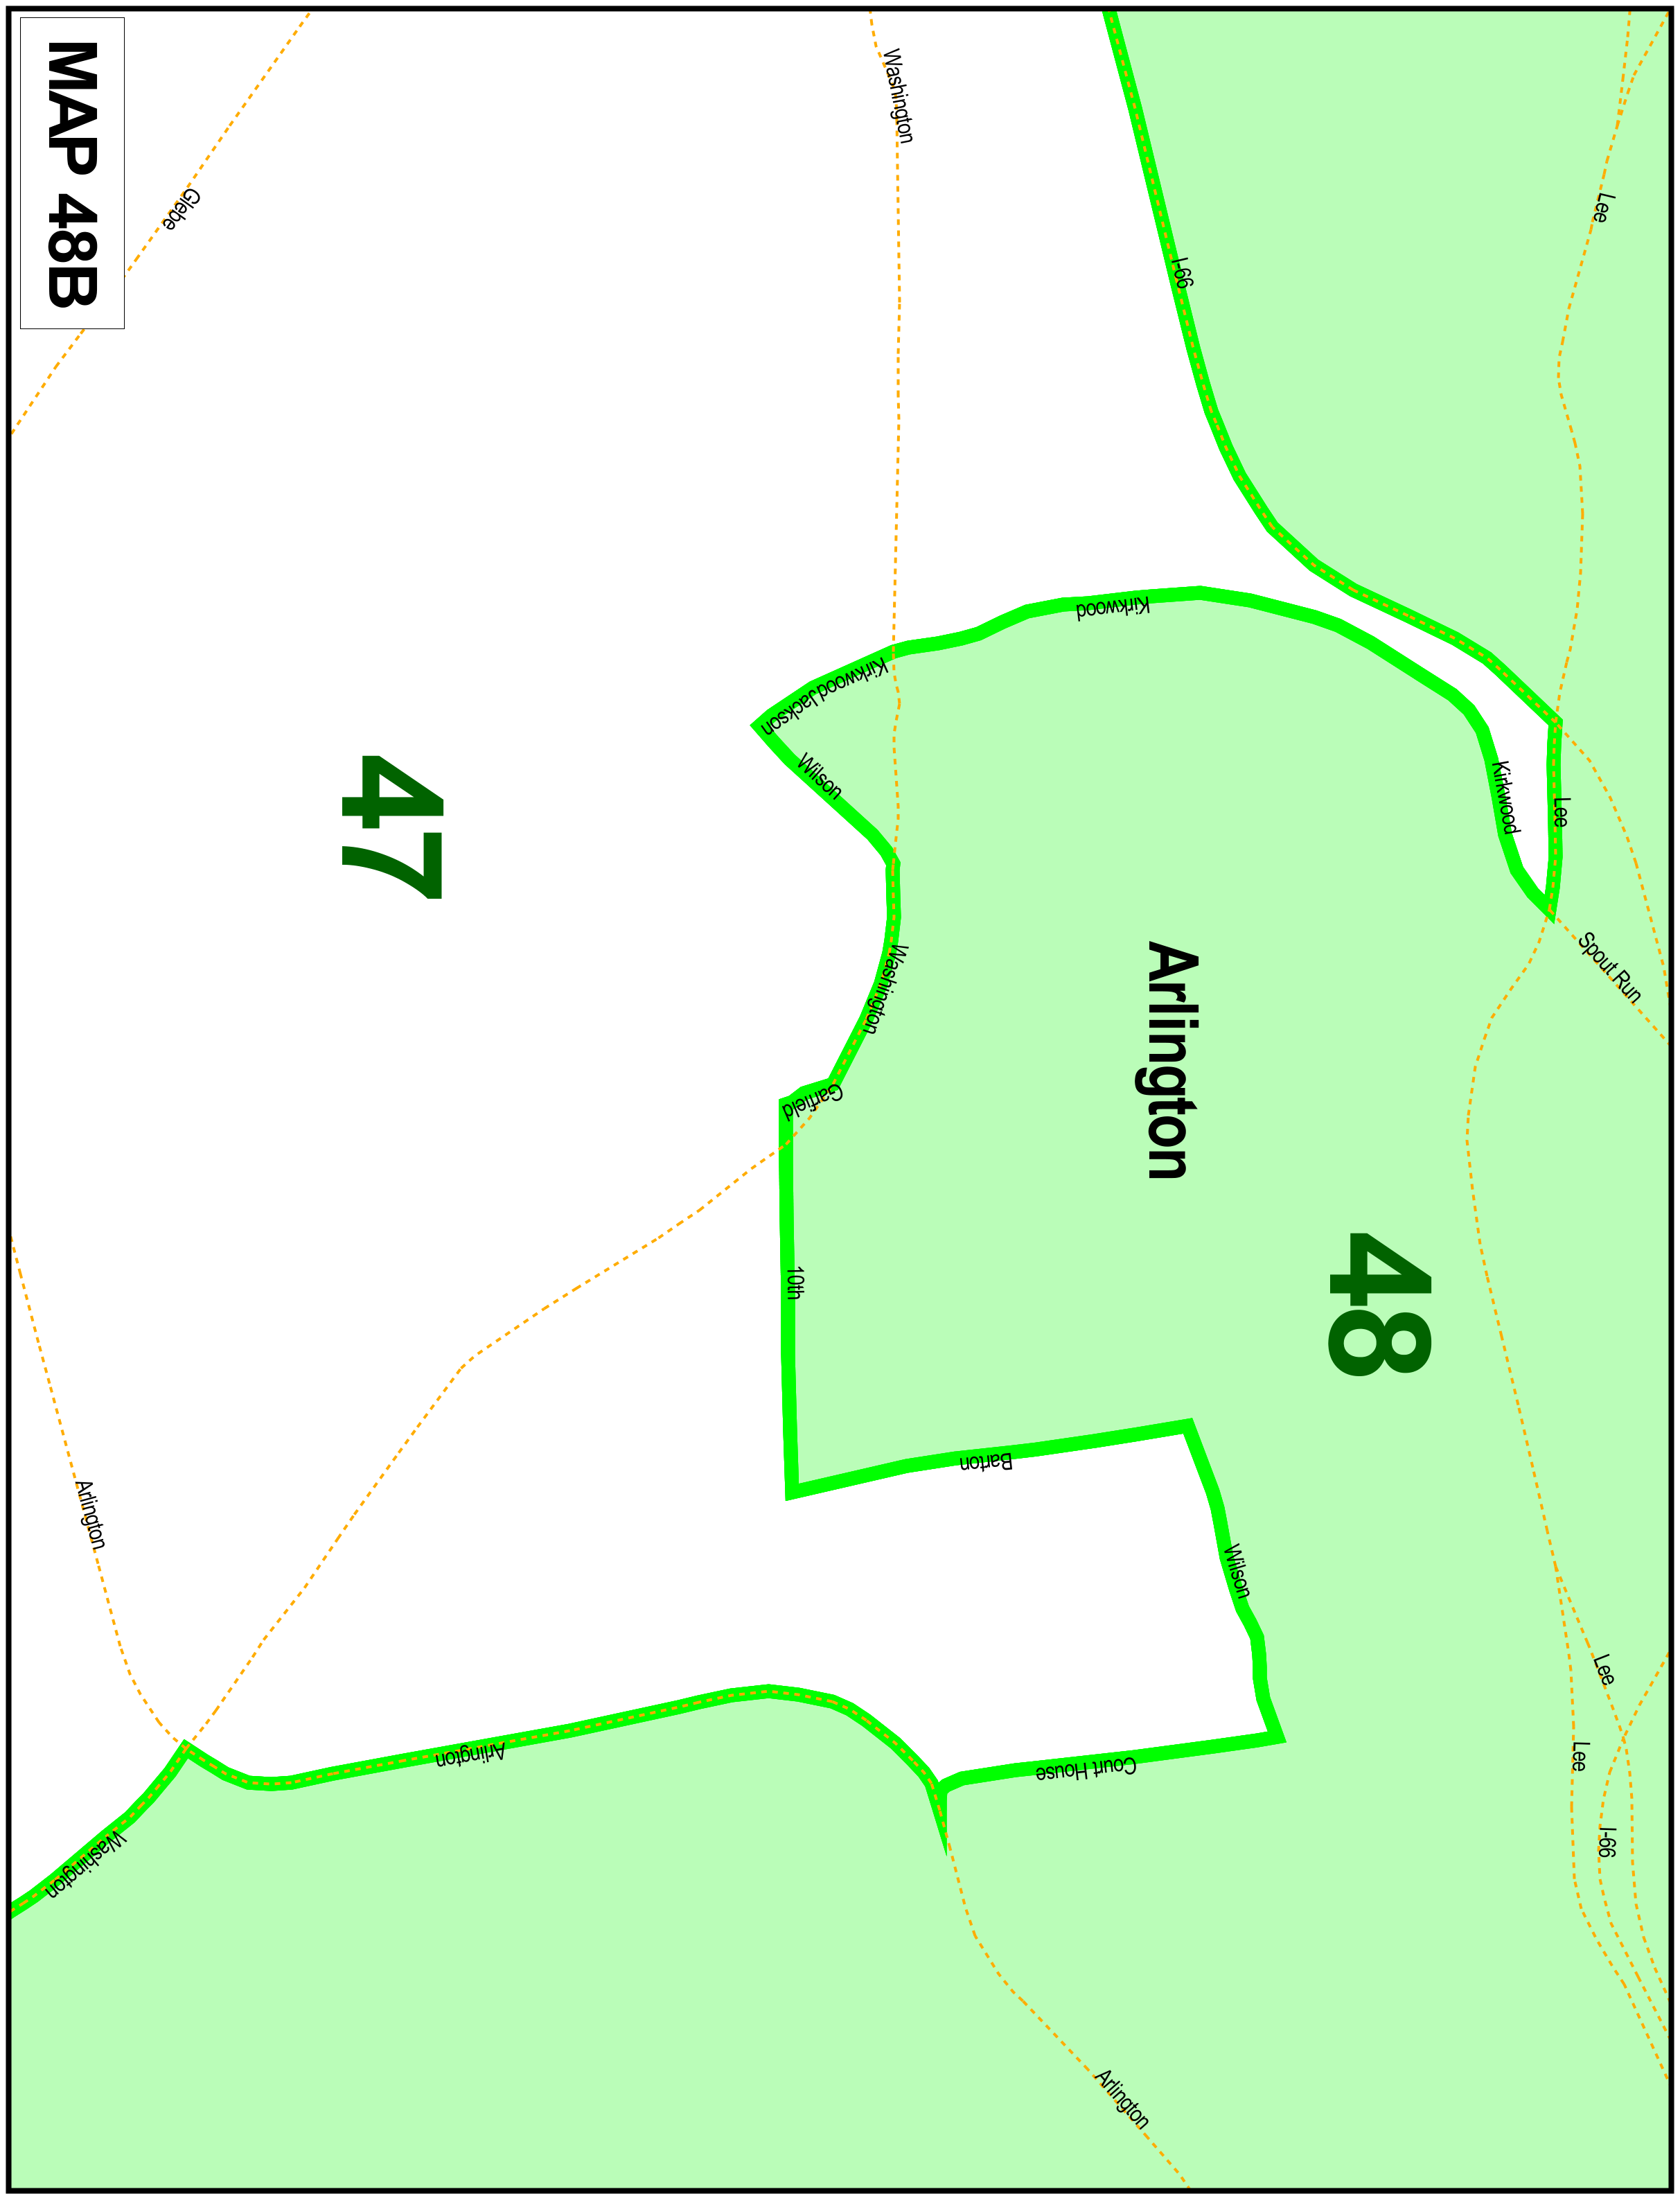 MAP 48B
Glebe
Washington
I-66
Lee
Kirkwood
Kirkwood
Jackson
Wilson
Kirkwood
Lee
47
Washington
Spout Run
Arlington
Garfield
10th
48
Barton
Wilson
Arlington
Lee
Lee
Arlington
Court House
I-66
Washington
Arlington